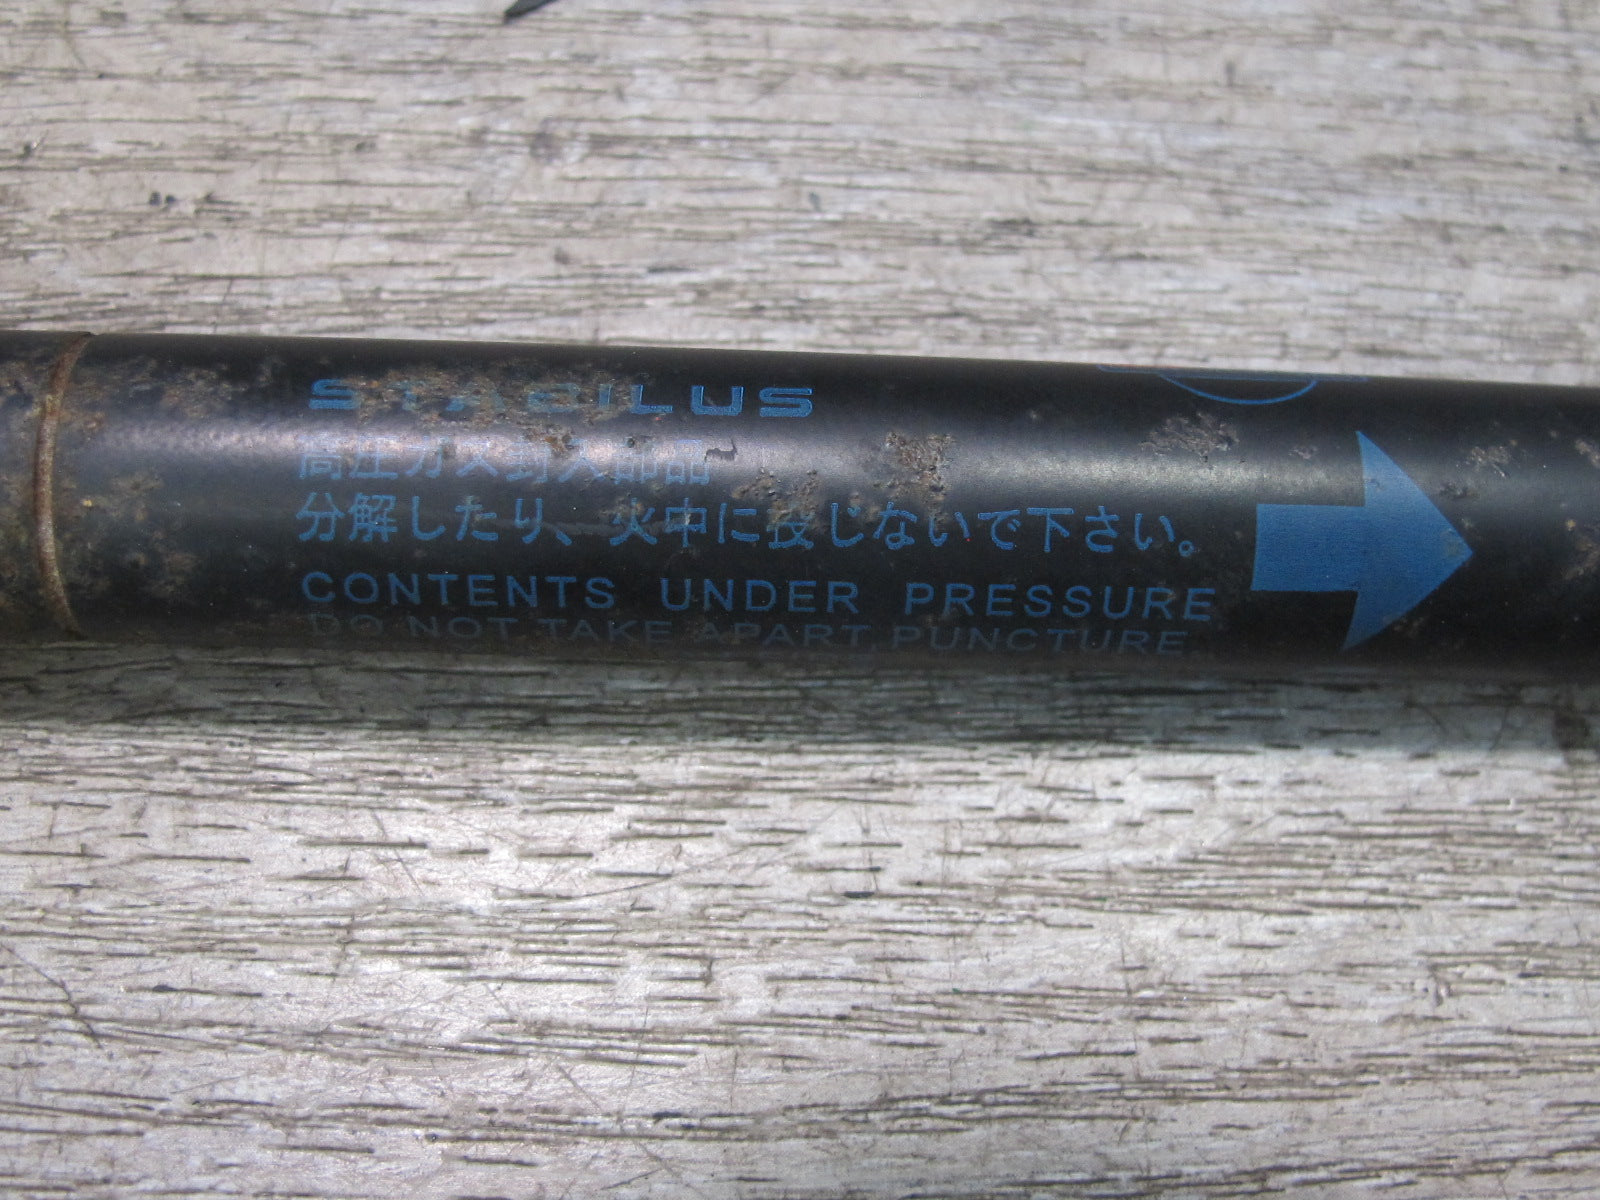 STABILUS
高圧ガス封入部品
分解したり、火中に投じないで下さい。
CONTENTS UNDER PRESSURE
DO NOT TAKE APART, PUNCTURE